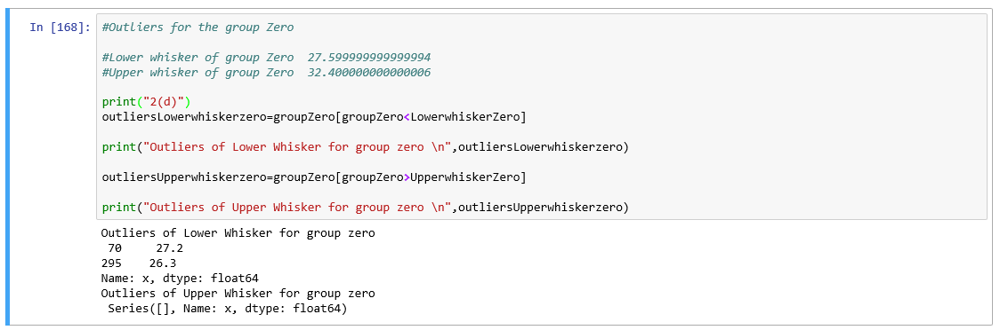 In [168]: #Outliers for the group Zero
#Lower whisker of group Zero  27.599999999999994
#Upper whisker of group Zero  32.400000000000006
print("2(d)")
outliersLowerwhiskerzero=groupZero[groupZero<LowerwhiskerZero]
print("Outliers of Lower Whisker for group zero \n",outliersLowerwhiskerzero)
outliersUpperwhiskerzero=groupZero[groupZero>UpperwhiskerZero]
print("Outliers of Upper Whisker for group zero \n",outliersUpperwhiskerzero)
Outliers of Lower Whisker for group zero
 70     27.2
295    26.3
Name: x, dtype: float64
Outliers of Upper Whisker for group zero
 Series([], Name: x, dtype: float64)